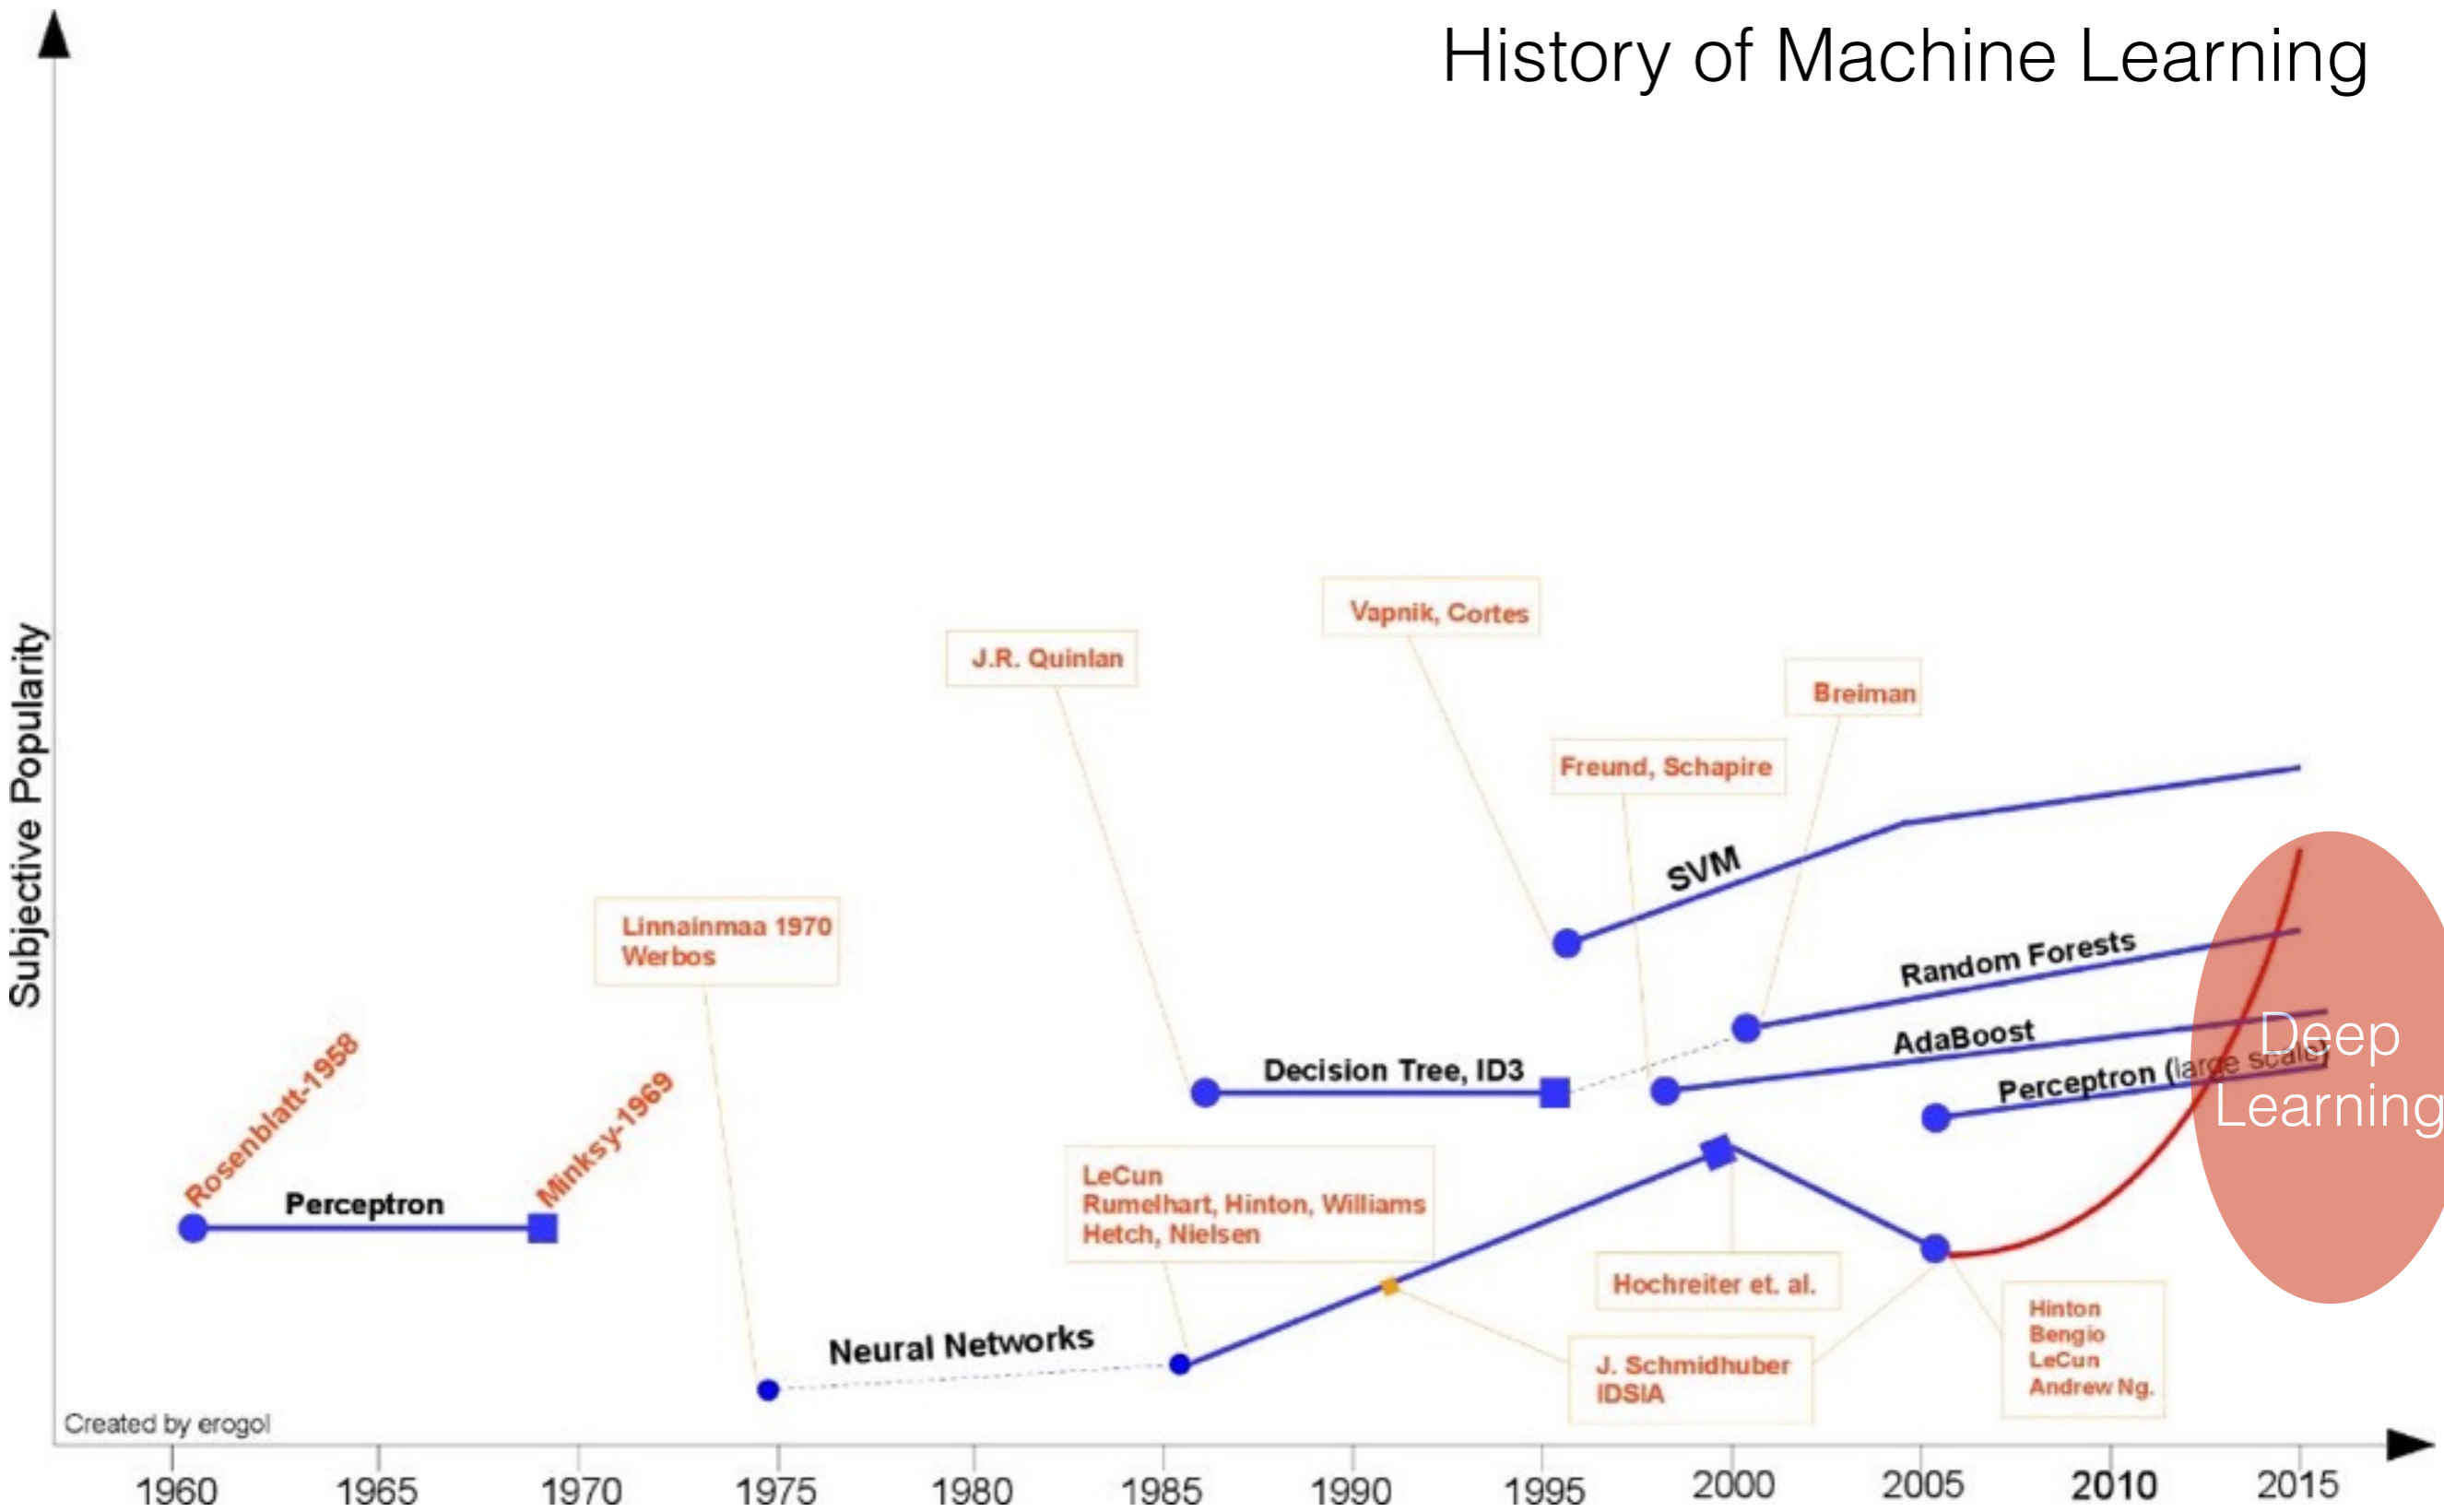 History of Machine Learning
Subjective Popularity
Vapnik, Cortes
J.R. Quinlan
Breiman
Freund, Schapire
SVM
Linnainmaa 1970
Werbos
Random Forests
AdaBoost
Deep
Learning
Perceptron (large scale)
Decision Tree, ID3
Rosenblatt-1958
Minksy-1969
Perceptron
LeCun
Rumelhart, Hinton, Williams
Hetch, Nielsen
Hochreiter et. al.
Hinton
Bengio
LeCun
Andrew Ng.
Neural Networks
J. Schmidhuber
IDSIA
Created by erogol
1960 1965 1970 1975 1980 1985 1990 1995 2000 2005 2010 2015